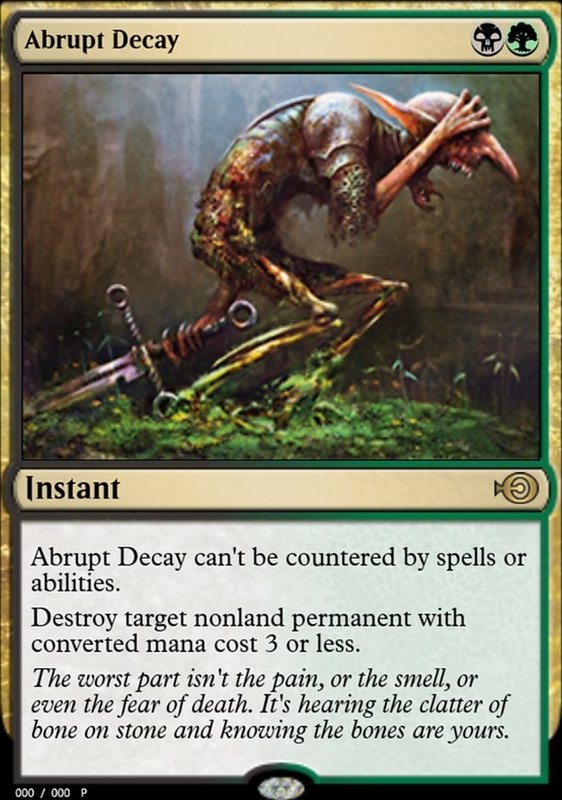 Abrupt Decay
Instant
Abrupt Decay can't be countered by spells or
abilities.
Destroy target nonland permanent with
converted mana cost 3 or less.
The worst part isn't the pain, or the smell, or
even the fear of death. It's hearing the clatter of
bone on stone and knowing the bones are yours.
000 / 000 P